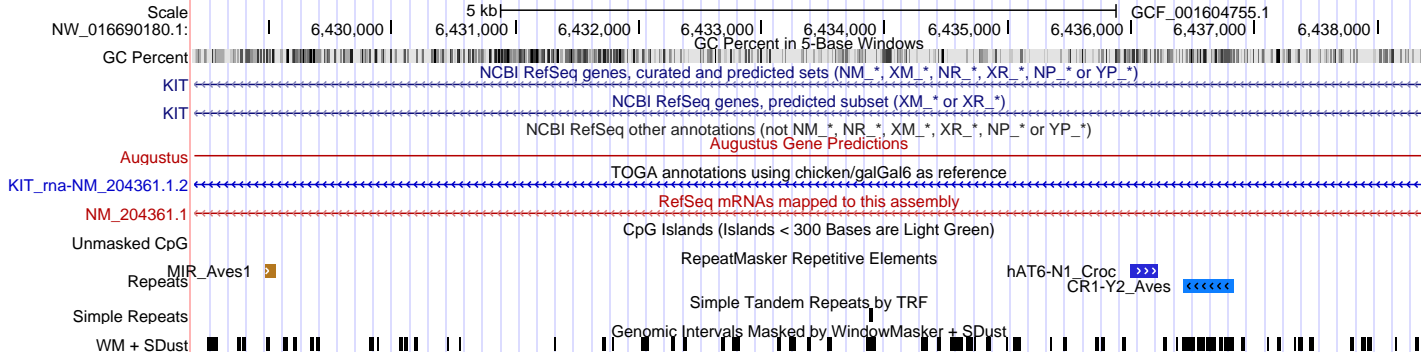 Scale 5 kb GCF_001604755.1
NW_016690180.1: 6,430,000 6,431,000 6,432,000 6,433,000 6,434,000 6,435,000 6,436,000 6,437,000 6,438,000
GC Percent in 5-Base Windows
GC Percent
NCBI RefSeq genes, curated and predicted sets (NM_*, XM_*, NR_*, XR_*, NP_* or YP_*)
KIT
NCBI RefSeq genes, predicted subset (XM_* or XR_*)
KIT
NCBI RefSeq other annotations (not NM_*, NR_*, XM_*, XR_*, NP_* or YP_*)
Augustus Gene Predictions
Augustus
TOGA annotations using chicken/galGal6 as reference
KIT_rna-NM_204361.1.2
RefSeq mRNAs mapped to this assembly
NM_204361.1
CpG Islands (Islands < 300 Bases are Light Green)
Unmasked CpG
RepeatMasker Repetitive Elements
MIR_Aves1 hAT6-N1_Croc
Repeats CR1-Y2_Aves
Simple Tandem Repeats by TRF
Simple Repeats
Genomic Intervals Masked by WindowMasker + SDust
WM + SDust